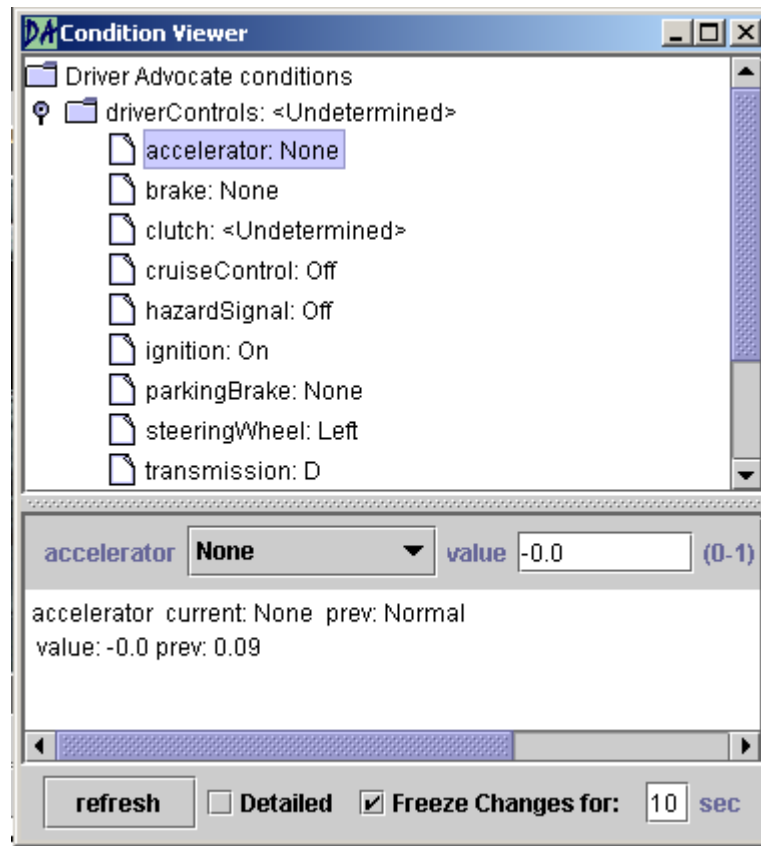 DA Condition Viewer
Driver Advocate conditions
driverControls: <Undetermined>
accelerator: None
brake: None
clutch: <Undetermined>
cruiseControl: Off
hazardSignal: Off
ignition: On
parkingBrake: None
steeringWheel: Left
transmission: D
accelerator None value -0.0 (0-1)
accelerator current: None prev: Normal
value: -0.0 prev: 0.09
refresh Detailed Freeze Changes for: 10 sec